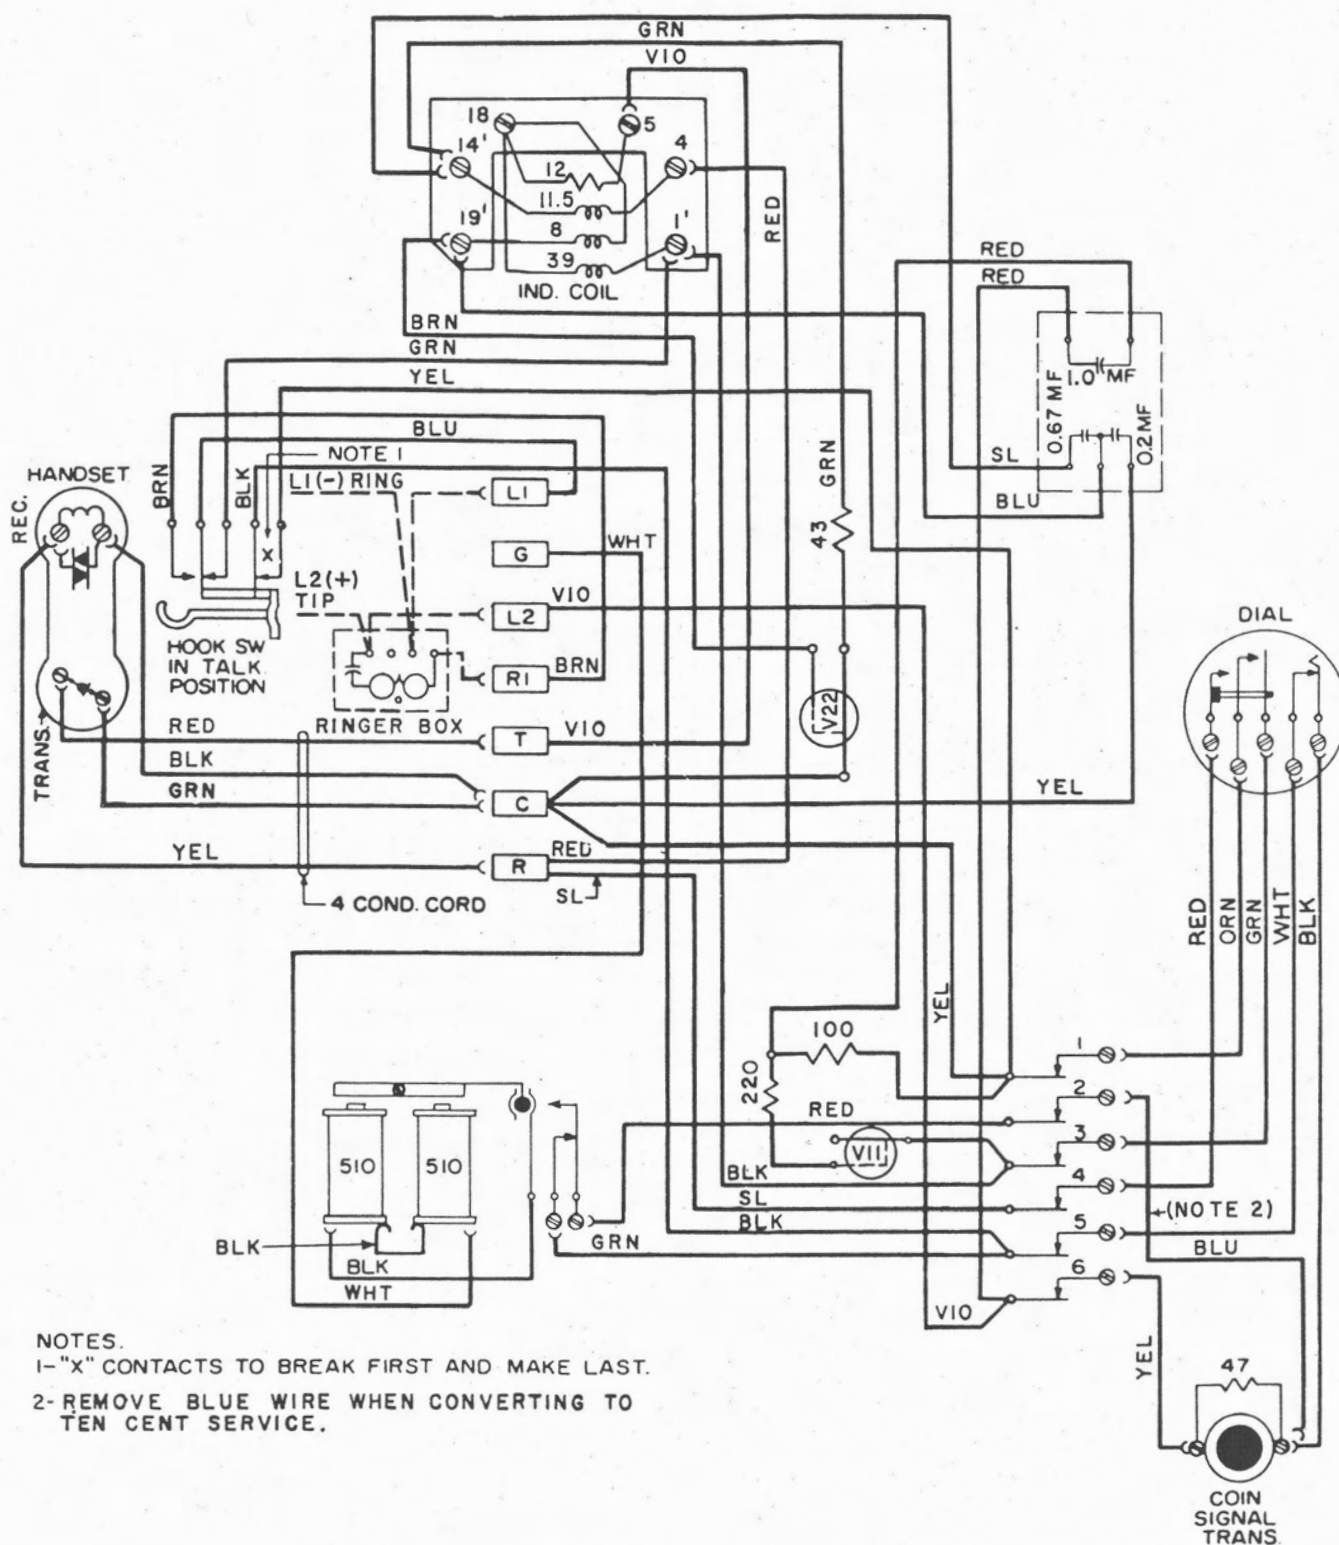 GRN
VIO
18
5
14'
4
12
11.5
19'
1'
8
39
IND. COIL
RED
RED
RED
BRN
GRN
YEL
1.0 MF
0.67 MF
0.2 MF
BLU
NOTE 1
SL
BLU
HANDSET
REC.
BRN
BLK
L1(-) RING
L1
GRN
X
G
WHT
43
L2(+)
TIP
L2
VIO
DIAL
HOOK SW
IN TALK
POSITION
R1
BRN
RINGER BOX
V22
TRANS.
RED
T
VIO
BLK
GRN
C
YEL
YEL
R
RED
SL
4 COND. CORD
RED
ORN
GRN
WHT
BLK
YEL
100
1
220
2
RED
3
V11
510
510
BLK
4
SL
(NOTE 2)
BLK
5
BLK
GRN
BLU
BLK
6
WHT
VIO
YEL
47
NOTES.
1-"X" CONTACTS TO BREAK FIRST AND MAKE LAST.
2- REMOVE BLUE WIRE WHEN CONVERTING TO
TEN CENT SERVICE.
COIN
SIGNAL
TRANS.